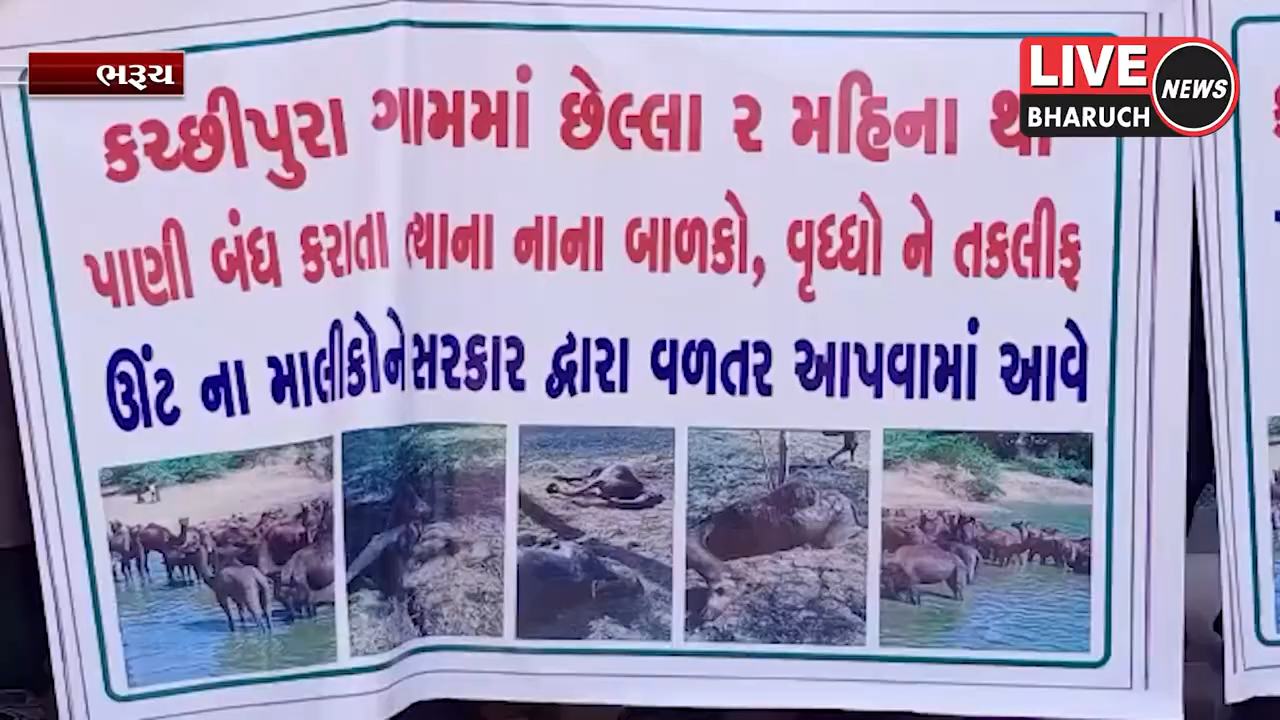 ભરૂચ
LIVE
BHARUCH
NEWS
કચ્છીપુરા ગામમાં છેલ્લા ૨ મહિના
પાણી બંધ કરાતા ત્યાના નાના બાળકો, વૃધ્ધો ને તકલીફ
ઊંટ ના માલીકોને સરકાર દ્વારા વળતર આપવામાં આવે